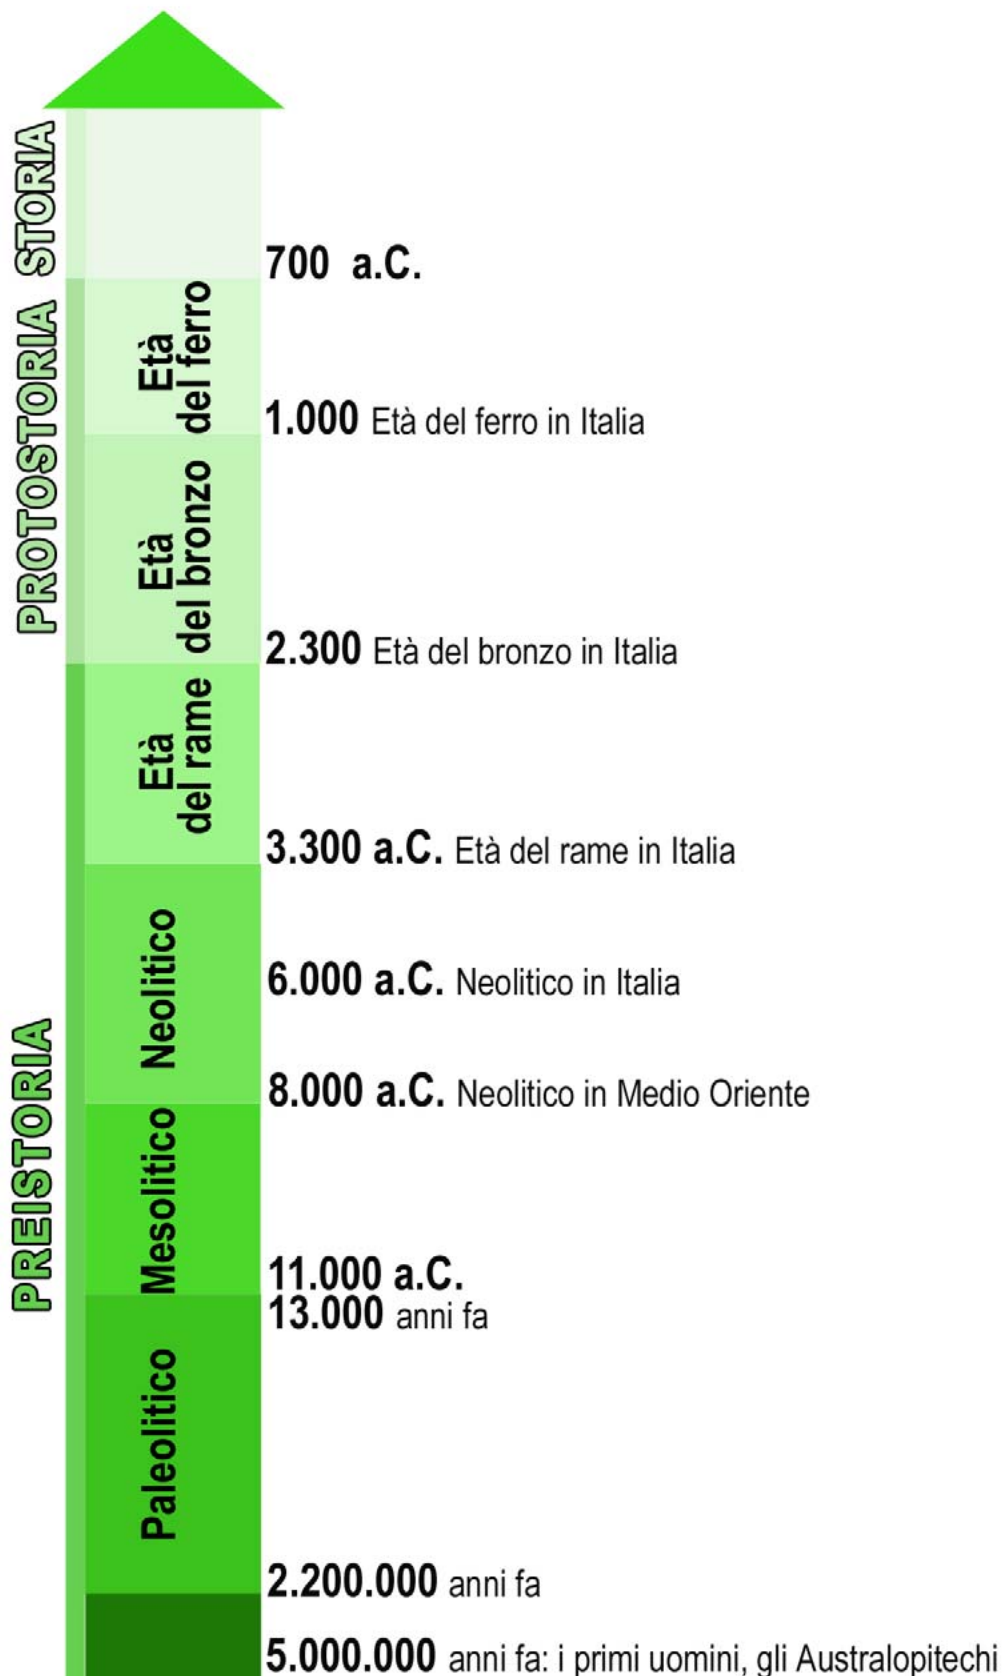 STORIA
700 a.C.
PROTOSTORIA
Età
del ferro
1.000 Età del ferro in Italia
Età
del bronzo
2.300 Età del bronzo in Italia
PREISTORIA
Età
del rame
3.300 a.C. Età del rame in Italia
Neolitico
6.000 a.C. Neolitico in Italia
8.000 a.C. Neolitico in Medio Oriente
Mesolitico
11.000 a.C.
13.000 anni fa
Paleolitico
2.200.000 anni fa
5.000.000 anni fa: i primi uomini, gli Australopitechi